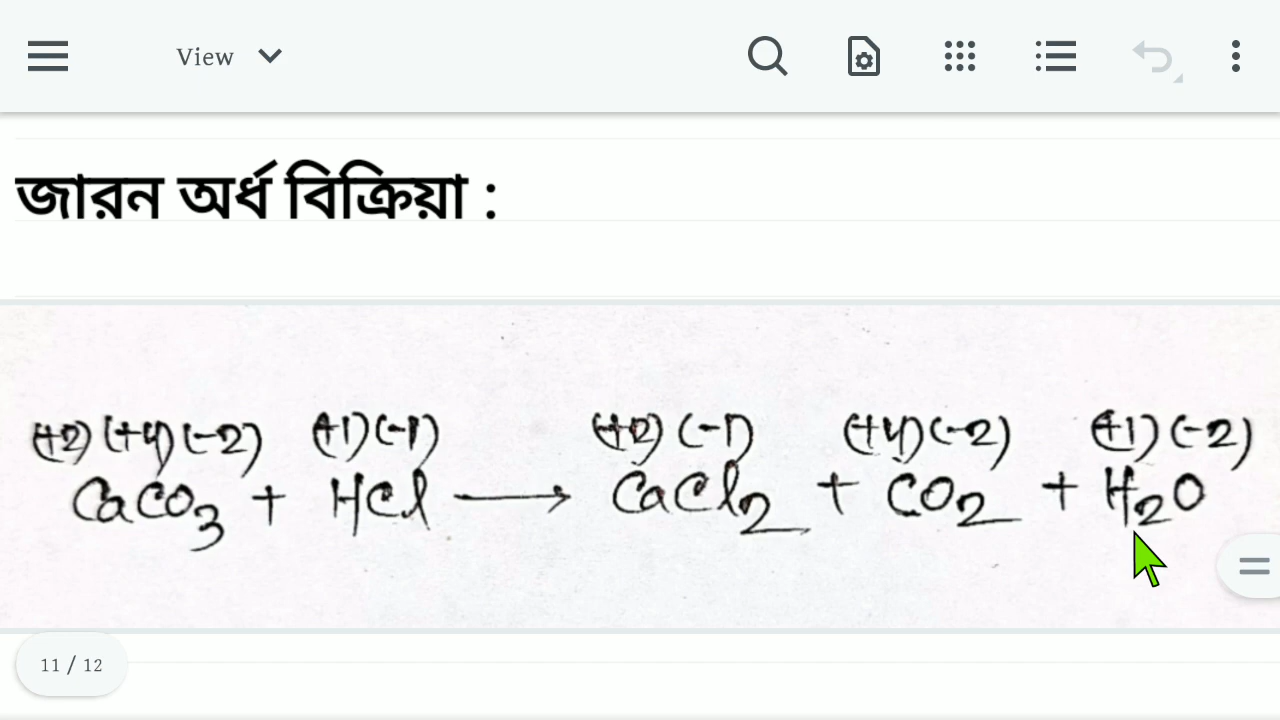 View
জারন অর্ধ বিক্রিয়া :
(+2) (+4) (-2) (+1) (-1) (+2) (-1) (+4) (-2) (+1) (-2)
CaCO3 + HCl ⟶ CaCl2 + CO2 + H2O
11 / 12